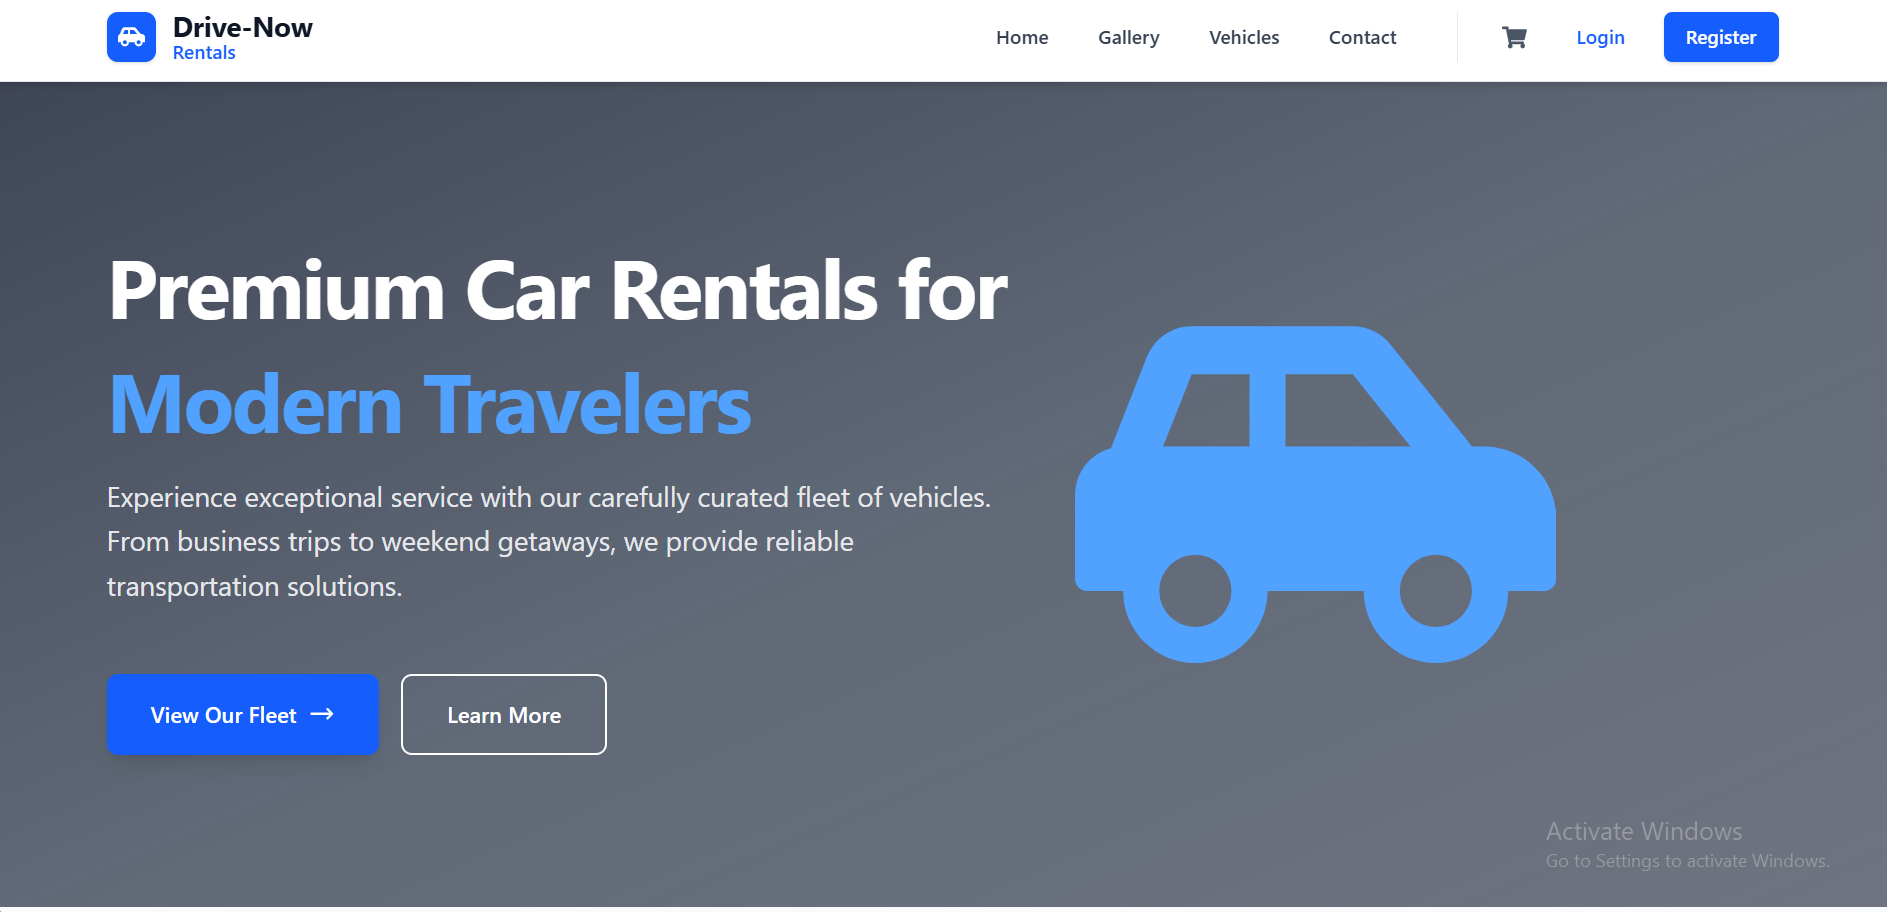 Drive-Now
Rentals
Home
Gallery
Vehicles
Contact
Login
Register
Premium Car Rentals for
Modern Travelers
Experience exceptional service with our carefully curated fleet of vehicles.
From business trips to weekend getaways, we provide reliable
transportation solutions.
View Our Fleet →
Learn More
Activate Windows
Go to Settings to activate Windows.